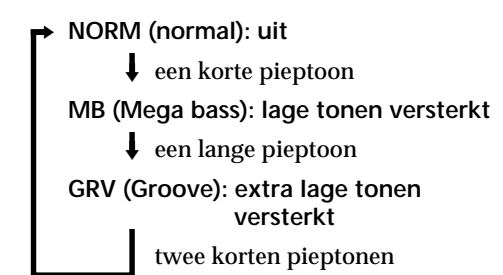 NORM (normal): uit
een korte pieptoon
MB (Mega bass): lage tonen versterkt
een lange pieptoon
GRV (Groove): extra lage tonen
versterkt
twee korten pieptonen